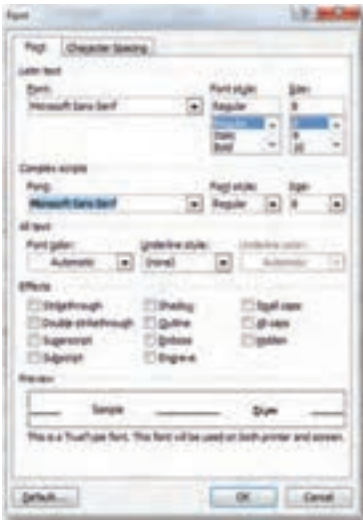 Font
Font Character Spacing
Latin text
Font: Font style: Size:
Microsoft Sans Serif Regular 8
Regular 8
Italic 9
Bold 10
Complex scripts
Font: Font style: Size:
Microsoft Sans Serif Regular 8
All text
Font color: Underline style: Underline color:
Automatic (none) Automatic
Effects
Strikethrough Shadow Small caps
Double strikethrough Outline All caps
Superscript Emboss Hidden
Subscript Engrave
Preview
Sample
This is a TrueType font. This font will be used on both printer and screen.
Default... OK Cancel